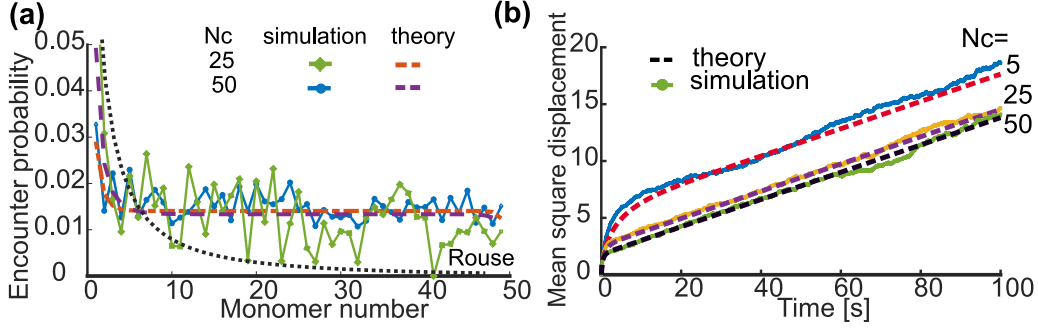 (a)
Nc simulation theory
25
50
0.05
0.04
0.03
0.02
0.01
0
Encounter probability
Rouse
0 10 20 30 40 50
Monomer number
(b)
Nc=
theory
simulation
5
25
50
20
15
10
5
0
Mean square displacement
0 20 40 60 80 100
Time [s]